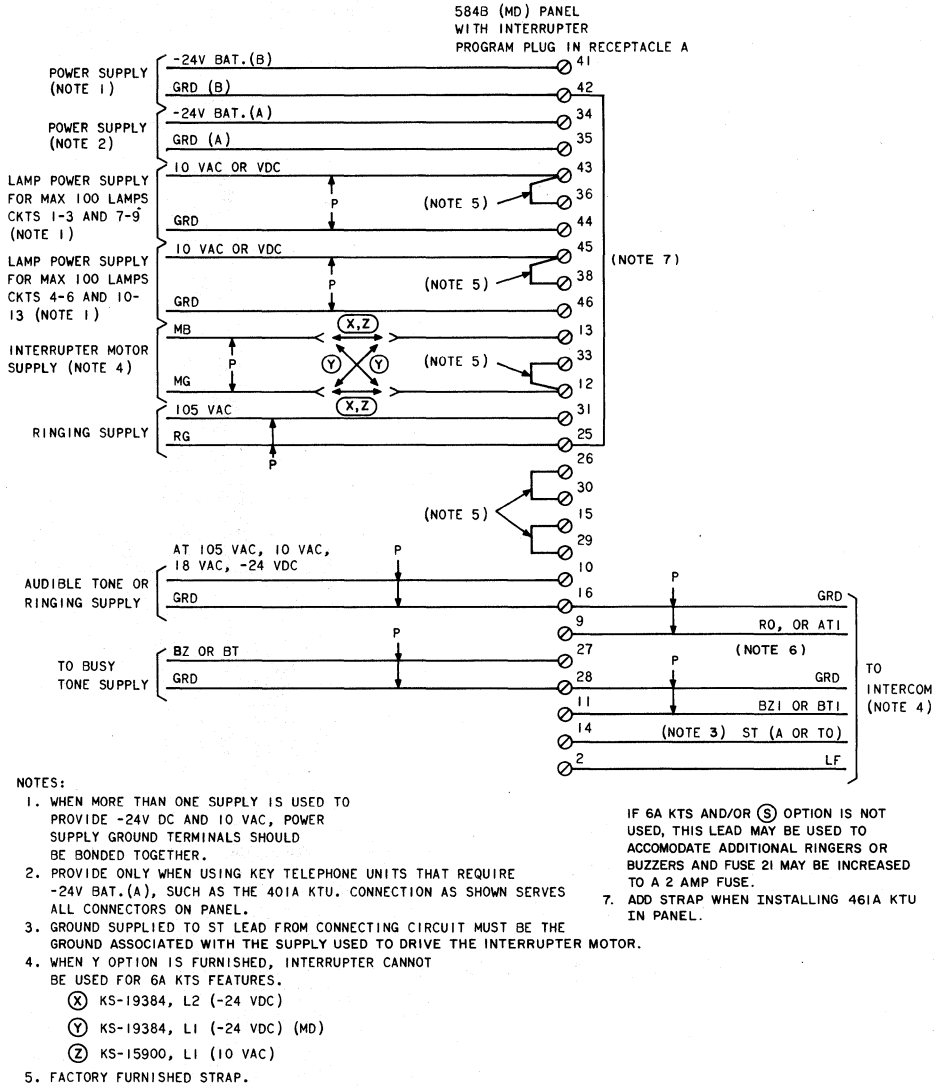 584B (MD) PANEL
WITH INTERRUPTER
PROGRAM PLUG IN RECEPTACLE A
POWER SUPPLY
(NOTE 1)
-24V BAT.(B)
41
GRD (B)
42
POWER SUPPLY
(NOTE 2)
-24V BAT.(A)
34
GRD (A)
35
LAMP POWER SUPPLY
FOR MAX 100 LAMPS
CKTS 1-3 AND 7-9
(NOTE 1)
10 VAC OR VDC
43
P
(NOTE 5)
36
GRD
44
LAMP POWER SUPPLY
FOR MAX 100 LAMPS
CKTS 4-6 AND 10-
13 (NOTE 1)
10 VAC OR VDC
45
(NOTE 7)
P
(NOTE 5)
38
GRD
46
INTERRUPTER MOTOR
SUPPLY (NOTE 4)
MB
X,Z
13
P
Y
Y
(NOTE 5)
33
MG
X,Z
12
RINGING SUPPLY
105 VAC
31
RG
25
P
26
30
(NOTE 5)
15
29
AUDIBLE TONE OR
RINGING SUPPLY
AT 105 VAC, 10 VAC,
18 VAC, -24 VDC
P
10
GRD
16
P
GRD
9
RO, OR AT1
(NOTE 6)
TO BUSY
TONE SUPPLY
BZ OR BT
P
27
GRD
28
P
GRD
11
BZ1 OR BT1
14
(NOTE 3) ST (A OR TO)
2
LF
TO
INTERCOM
(NOTE 4)
NOTES:
1. WHEN MORE THAN ONE SUPPLY IS USED TO
PROVIDE -24V DC AND 10 VAC, POWER
SUPPLY GROUND TERMINALS SHOULD
BE BONDED TOGETHER.
2. PROVIDE ONLY WHEN USING KEY TELEPHONE UNITS THAT REQUIRE
-24V BAT.(A), SUCH AS THE 401A KTU. CONNECTION AS SHOWN SERVES
ALL CONNECTORS ON PANEL.
3. GROUND SUPPLIED TO ST LEAD FROM CONNECTING CIRCUIT MUST BE THE
GROUND ASSOCIATED WITH THE SUPPLY USED TO DRIVE THE INTERRUPTER MOTOR.
4. WHEN Y OPTION IS FURNISHED, INTERRUPTER CANNOT
BE USED FOR 6A KTS FEATURES.
X KS-19384, L2 (-24 VDC)
Y KS-19384, L1 (-24 VDC) (MD)
Z KS-15900, L1 (10 VAC)
5. FACTORY FURNISHED STRAP.
IF 6A KTS AND/OR S OPTION IS NOT
USED, THIS LEAD MAY BE USED TO
ACCOMODATE ADDITIONAL RINGERS OR
BUZZERS AND FUSE 21 MAY BE INCREASED
TO A 2 AMP FUSE.
7. ADD STRAP WHEN INSTALLING 461A KTU
IN PANEL.